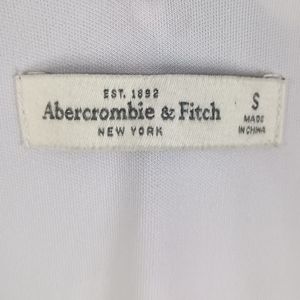 EST. 1892
Abercrombie & Fitch
NEW YORK
S
MADE
IN CHINA